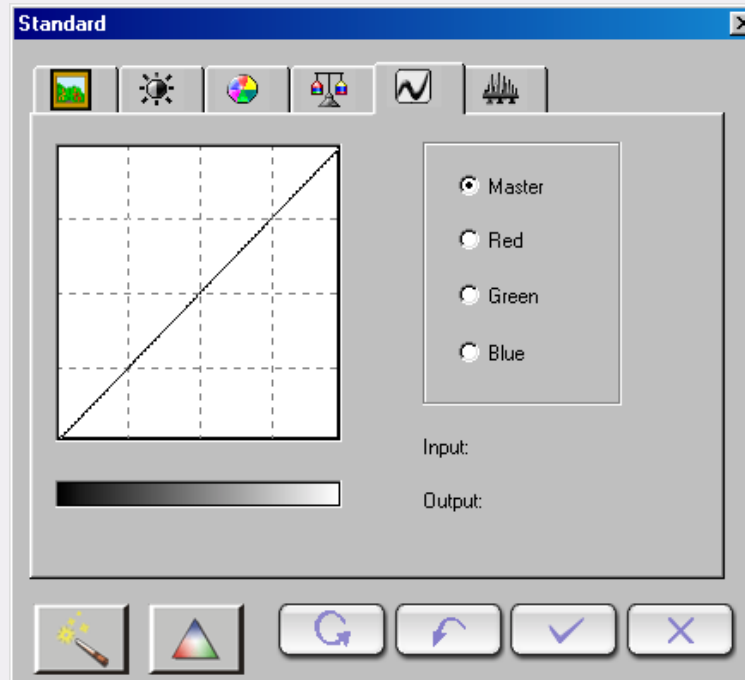 Standard
Master
Red
Green
Blue
Input:
Output: